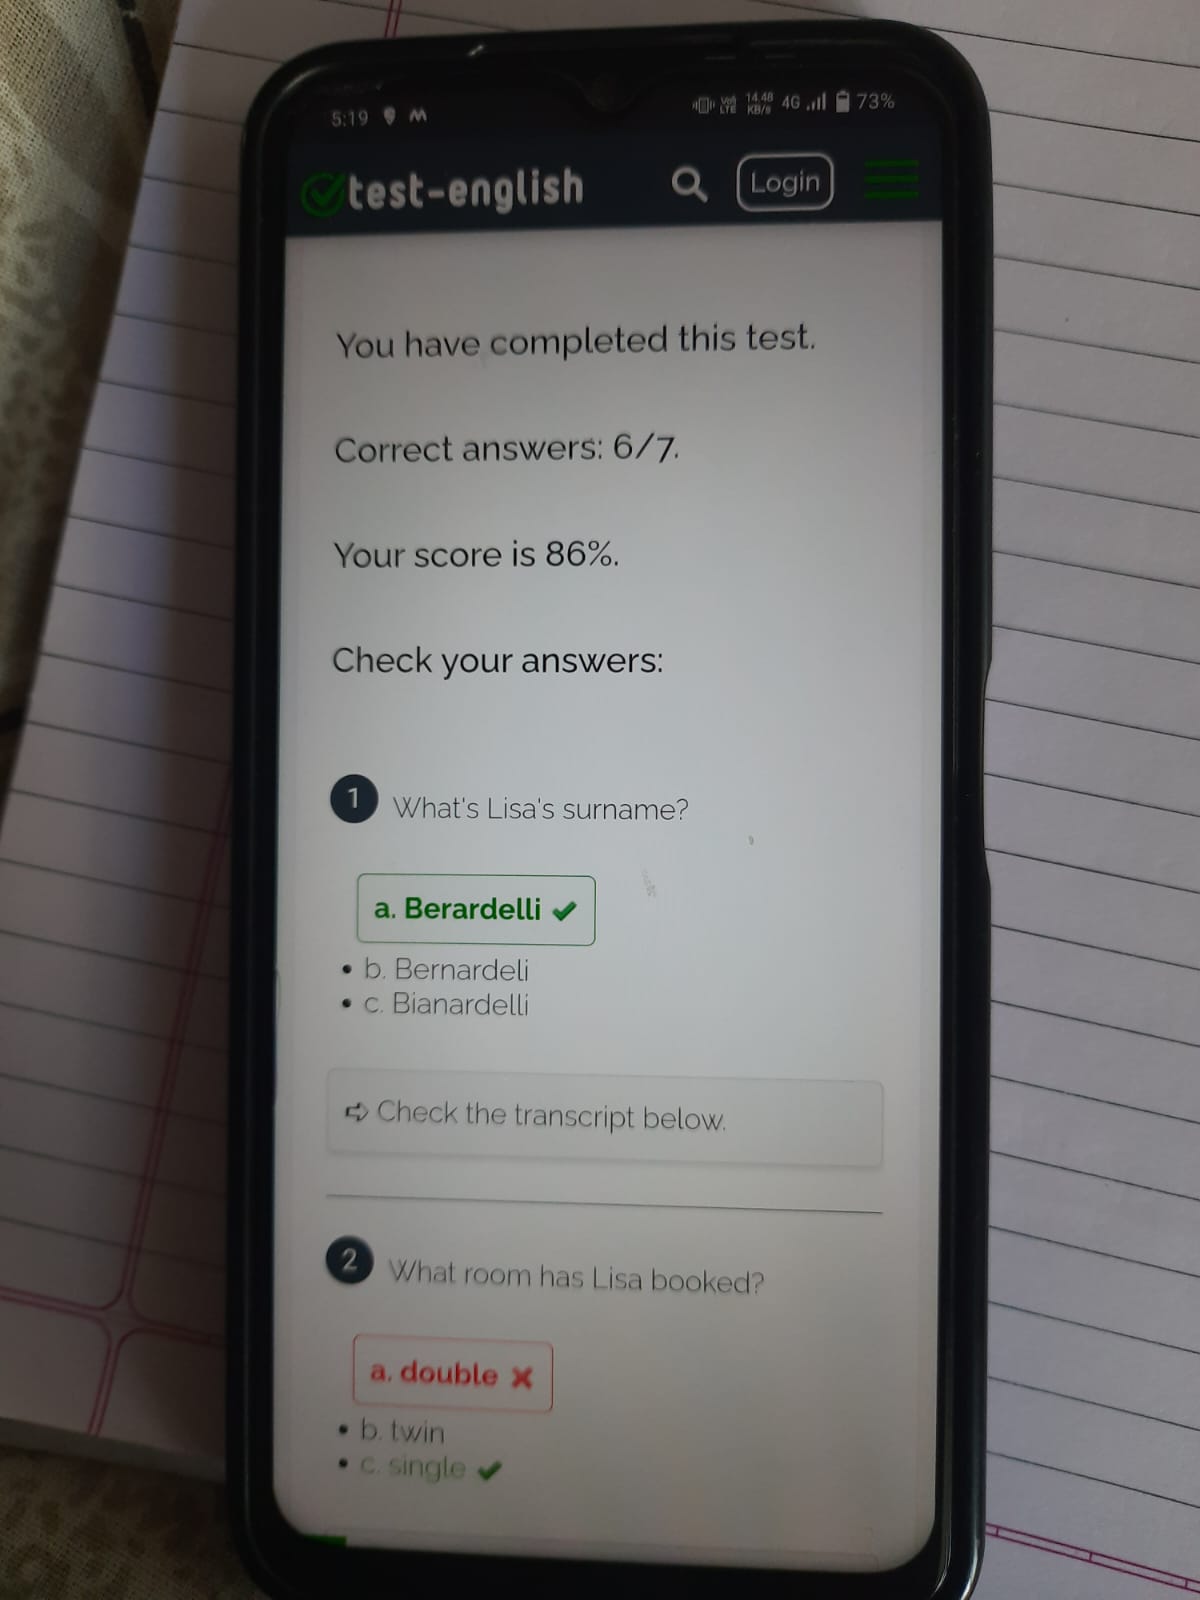 5:19
Vo) LTE 14.48 KB/s 4G 73%
test-english
Login
You have completed this test.
Correct answers: 6/7.
Your score is 86%.
Check your answers:
1 What's Lisa's surname?
a. Berardelli
b. Bernardeli
c. Bianardelli
Check the transcript below.
2 What room has Lisa booked?
a. double
b. twin
c. single